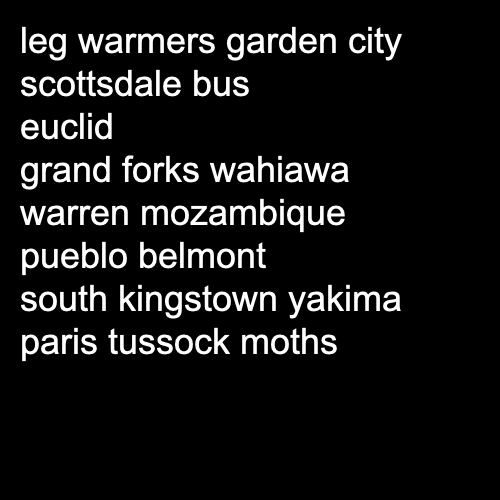 leg warmers garden city
scottsdale bus
euclid
grand forks wahiawa
warren mozambique
pueblo belmont
south kingstown yakima
paris tussock moths